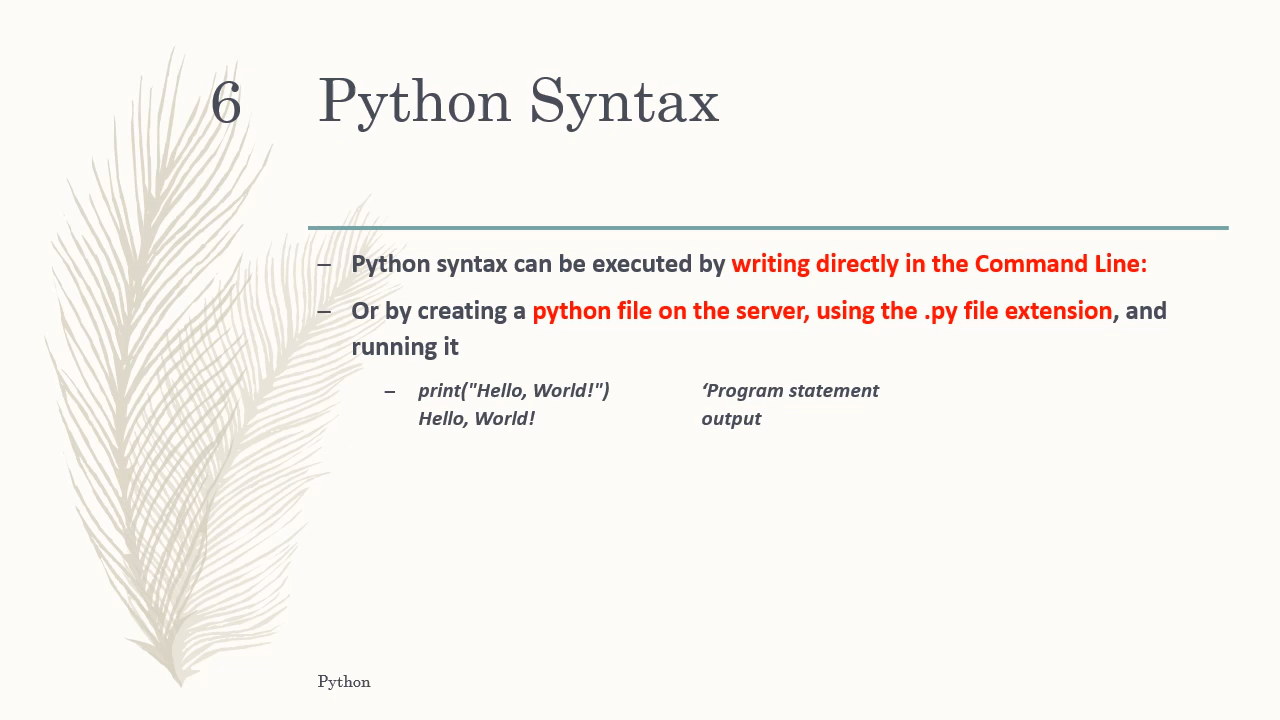 6 Python Syntax
– Python syntax can be executed by writing directly in the Command Line:
– Or by creating a python file on the server, using the .py file extension, and
running it
– print("Hello, World!") ‘Program statement
Hello, World! output
Python